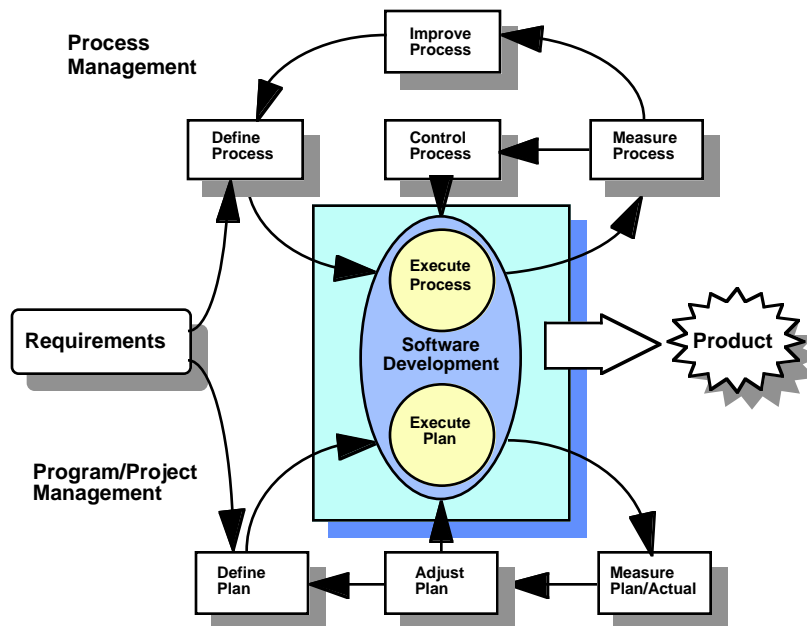 Process
Management
Improve
Process
Define
Process
Control
Process
Measure
Process
Execute
Process
Requirements
Software
Development
Product
Execute
Plan
Program/Project
Management
Define
Plan
Adjust
Plan
Measure
Plan/Actual